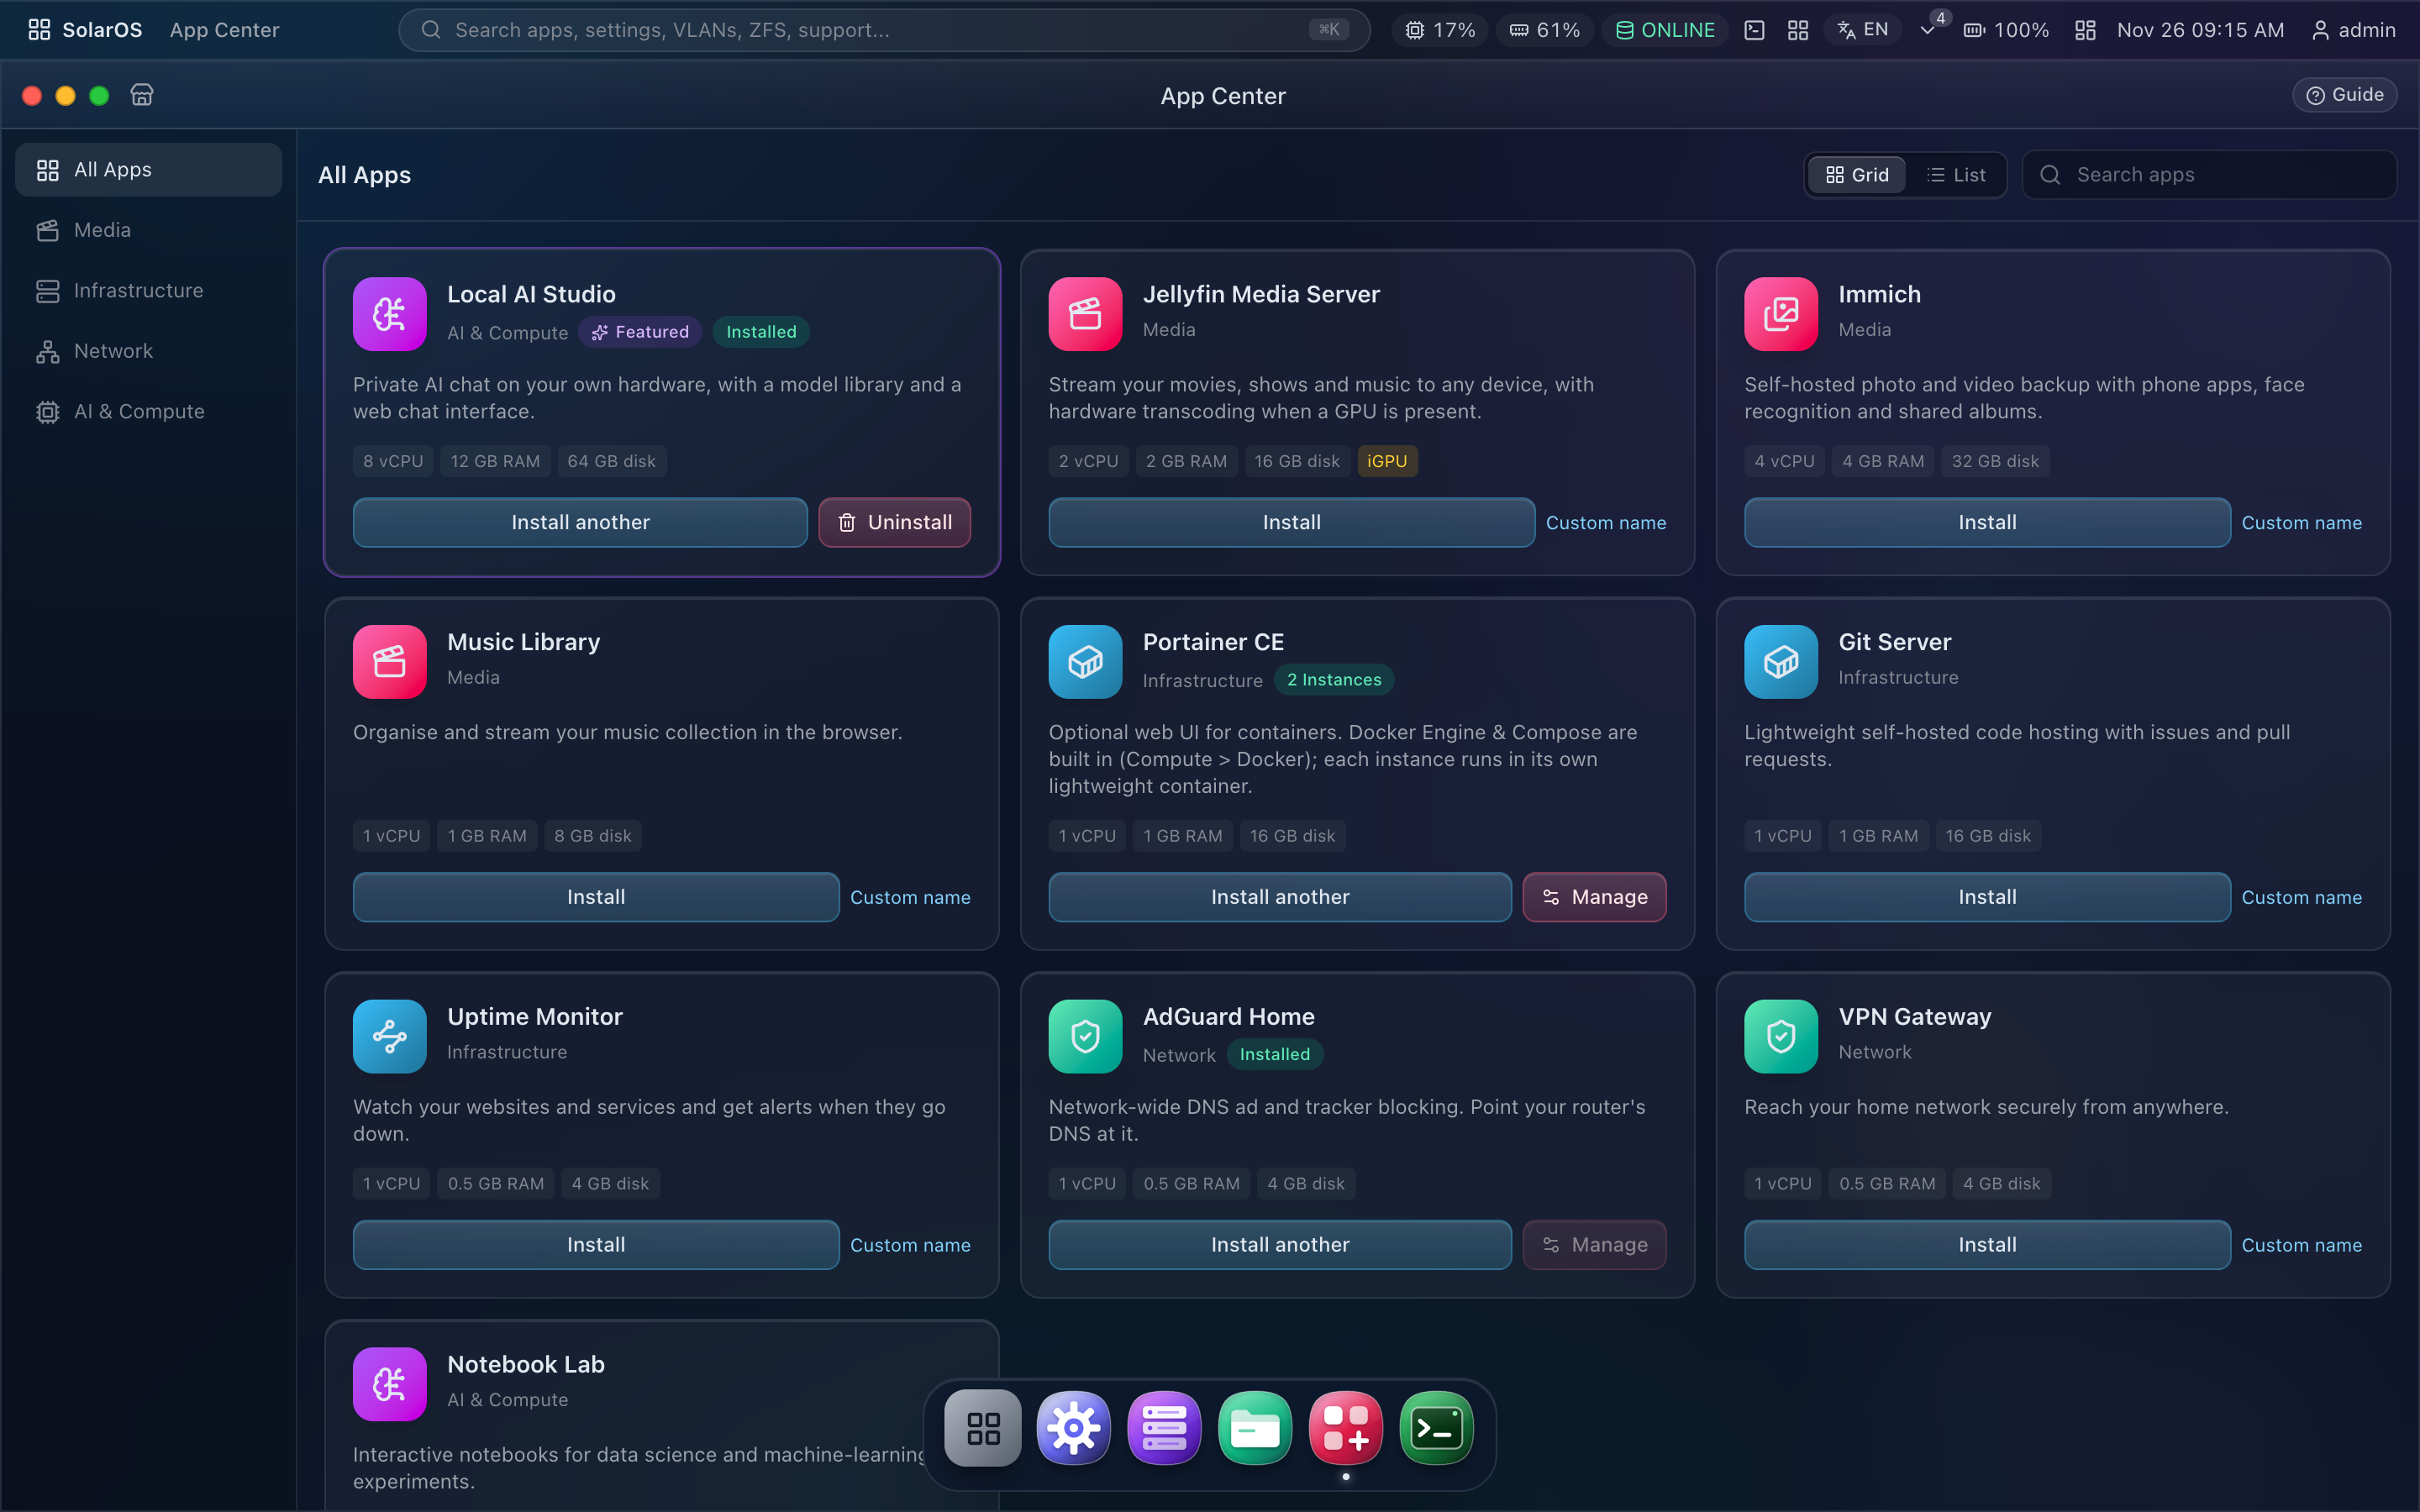 SolarOS App Center Search apps, settings, VLANs, ZFS, support... ⌘K 17% 61% ONLINE EN 4 100% Nov 26 09:15 AM admin
App Center Guide
All Apps
Media
Infrastructure
Network
AI & Compute
All Apps Grid List Search apps
Local AI Studio
AI & Compute Featured Installed
Private AI chat on your own hardware, with a model library and a
web chat interface.
8 vCPU 12 GB RAM 64 GB disk
Install another Uninstall
Jellyfin Media Server
Media
Stream your movies, shows and music to any device, with
hardware transcoding when a GPU is present.
2 vCPU 2 GB RAM 16 GB disk iGPU
Install Custom name
Immich
Media
Self-hosted photo and video backup with phone apps, face
recognition and shared albums.
4 vCPU 4 GB RAM 32 GB disk
Install Custom name
Music Library
Media
Organise and stream your music collection in the browser.
1 vCPU 1 GB RAM 8 GB disk
Install Custom name
Portainer CE
Infrastructure 2 Instances
Optional web UI for containers. Docker Engine & Compose are
built in (Compute > Docker); each instance runs in its own
lightweight container.
1 vCPU 1 GB RAM 16 GB disk
Install another Manage
Git Server
Infrastructure
Lightweight self-hosted code hosting with issues and pull
requests.
1 vCPU 1 GB RAM 16 GB disk
Install Custom name
Uptime Monitor
Infrastructure
Watch your websites and services and get alerts when they go
down.
1 vCPU 0.5 GB RAM 4 GB disk
Install Custom name
AdGuard Home
Network Installed
Network-wide DNS ad and tracker blocking. Point your router's
DNS at it.
1 vCPU 0.5 GB RAM 4 GB disk
Install another Manage
VPN Gateway
Network
Reach your home network securely from anywhere.
1 vCPU 0.5 GB RAM 4 GB disk
Install Custom name
Notebook Lab
AI & Compute
Interactive notebooks for data science and machine-learning
experiments.